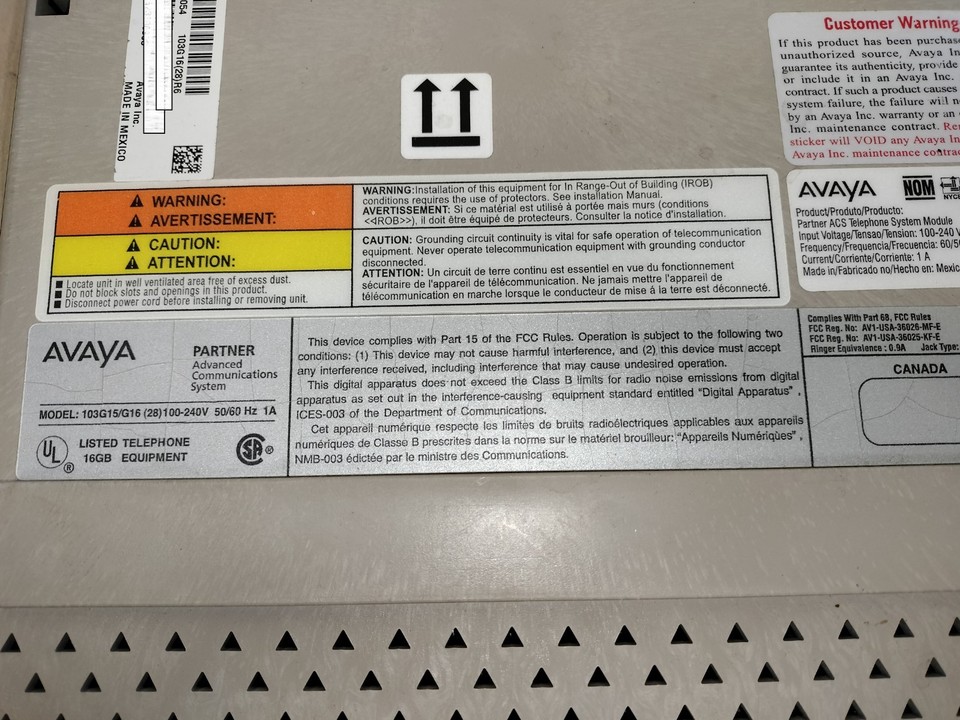 054
103G16(28)R6
Avaya Inc.
MADE IN MEXICO
Customer Warning
If this product has been purchase
unauthorized source, Avaya In
guarantee its authenticity, provide
or include it in an Avaya Inc.
contract. If such a product causes
system failure, the failure will n
by an Avaya Inc. warranty or an
Inc. maintenance contract. Re
sticker will VOID any Avaya In
Avaya Inc. maintenance contrac
WARNING:
AVERTISSEMENT:
CAUTION:
ATTENTION:
Locate unit in well ventilated area free of excess dust.
Do not block slots and openings in this product.
Disconnect power cord before installing or removing unit.
WARNING:Installation of this equipment for In Range-Out of Building (IROB)
conditions requires the use of protectors. See installation Manual.
AVERTISSEMENT: Si ce matérial est utilisé à portée mais murs (conditions
<<IROB>>), il doit être équipé de protecteurs. Consulter la notice d'installation.
CAUTION: Grounding circuit continuity is vital for safe operation of telecommunication
equipment. Never operate telecommunication equipment with grounding conductor
disconnected.
ATTENTION: Un circuit de terre continu est essentiel en vue du fonctionnement
sécuritaire de l'appareil de télécommunication. Ne jamais mettre l'appareil de
télécommunication en marche lorsque le conducteur de mise à la terre est déconnecté.
AVAYA NOM
NYCE
Product/Produto/Producto:
Partner ACS Telephone System Module
Input Voltage/Tensao/Tension: 100-240 V
Frequency/Frequencia/Frecuencia: 60/50
Current/Corriente/Corriente: 1 A
Made in/Fabricado no/Hecho en: Mexic
AVAYA
PARTNER
Advanced
Communications
System
MODEL: 103G15/G16 (28)100-240V 50/60 Hz 1A
UL ®
LISTED TELEPHONE
16GB EQUIPMENT
SA ®
This device complies with Part 15 of the FCC Rules. Operation is subject to the following two
conditions: (1) This device may not cause harmful interference, and (2) this device must accept
any interference received, including interference that may cause undesired operation.
This digital apparatus does not exceed the Class B limits for radio noise emissions from digital
apparatus as set out in the interference-causing equipment standard entitled "Digital Apparatus",
ICES-003 of the Department of Communications.
Cet appareil numérique respecte les limites de bruits radioélectriques applicables aux appareils
numériques de Classe B prescrites dans la norme sur le matériel brouilleur: "Appareils Numériques",
NMB-003 édictée par le ministre des Communications.
Complies With Part 68, FCC Rules
FCC Reg. No: AV1-USA-36026-MF-E
FCC Reg. No: AV1-USA-36025-KF-E
Ringer Equivalence : 0.9A Jack Type:
CANADA